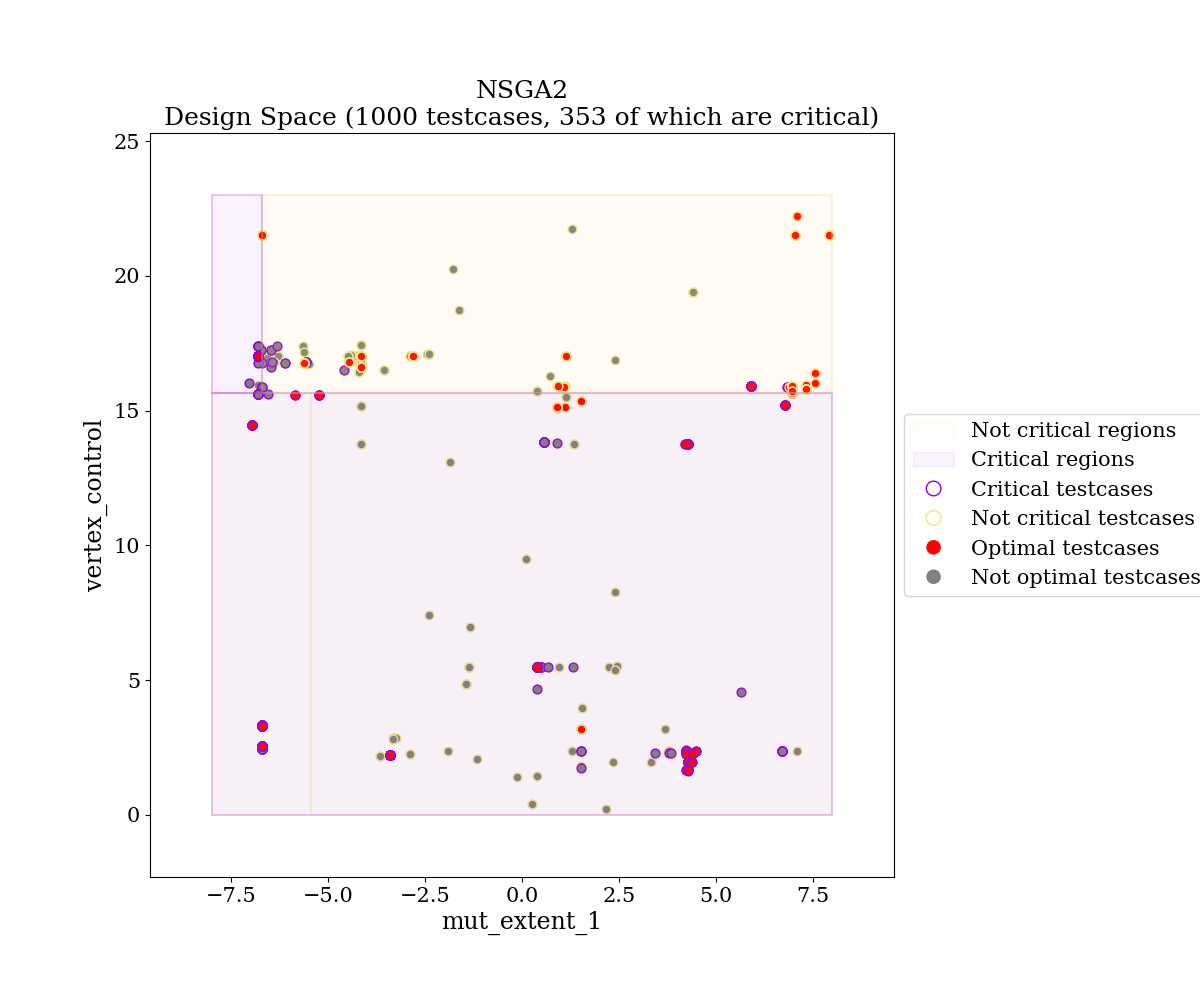 NSGA2
Design Space (1000 testcases, 353 of which are critical)
25
20
15
10
5
0
vertex_control
−7.5
−5.0
−2.5
0.0
2.5
5.0
7.5
mut_extent_1
Not critical regions
Critical regions
Critical testcases
Not critical testcases
Optimal testcases
Not optimal testcases